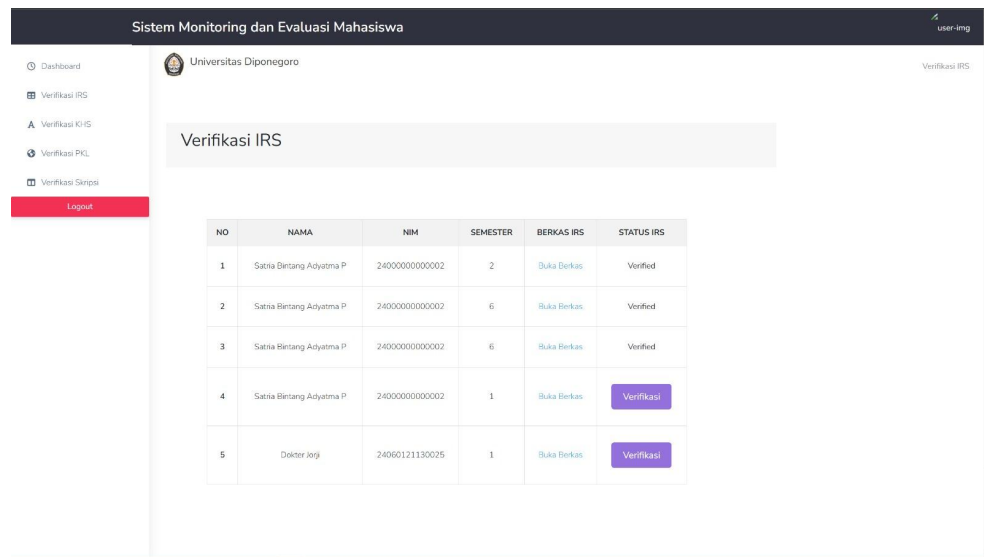 Sistem Monitoring dan Evaluasi Mahasiswa
user-img
Dashboard
Verifikasi IRS
Verifikasi KHS
Verifikasi PKL
Verifikasi Skripsi
Logout
Universitas Diponegoro
Verifikasi IRS
Verifikasi IRS
NO NAMA NIM SEMESTER BERKAS IRS STATUS IRS
1 Satria Bintang Adyatma P 24000000000002 2 Buka Berkas Verified
2 Satria Bintang Adyatma P 24000000000002 6 Buka Berkas Verified
3 Satria Bintang Adyatma P 24000000000002 6 Buka Berkas Verified
4 Satria Bintang Adyatma P 24000000000002 1 Buka Berkas Verifikasi
5 Dokter Jorji 24060121130025 1 Buka Berkas Verifikasi